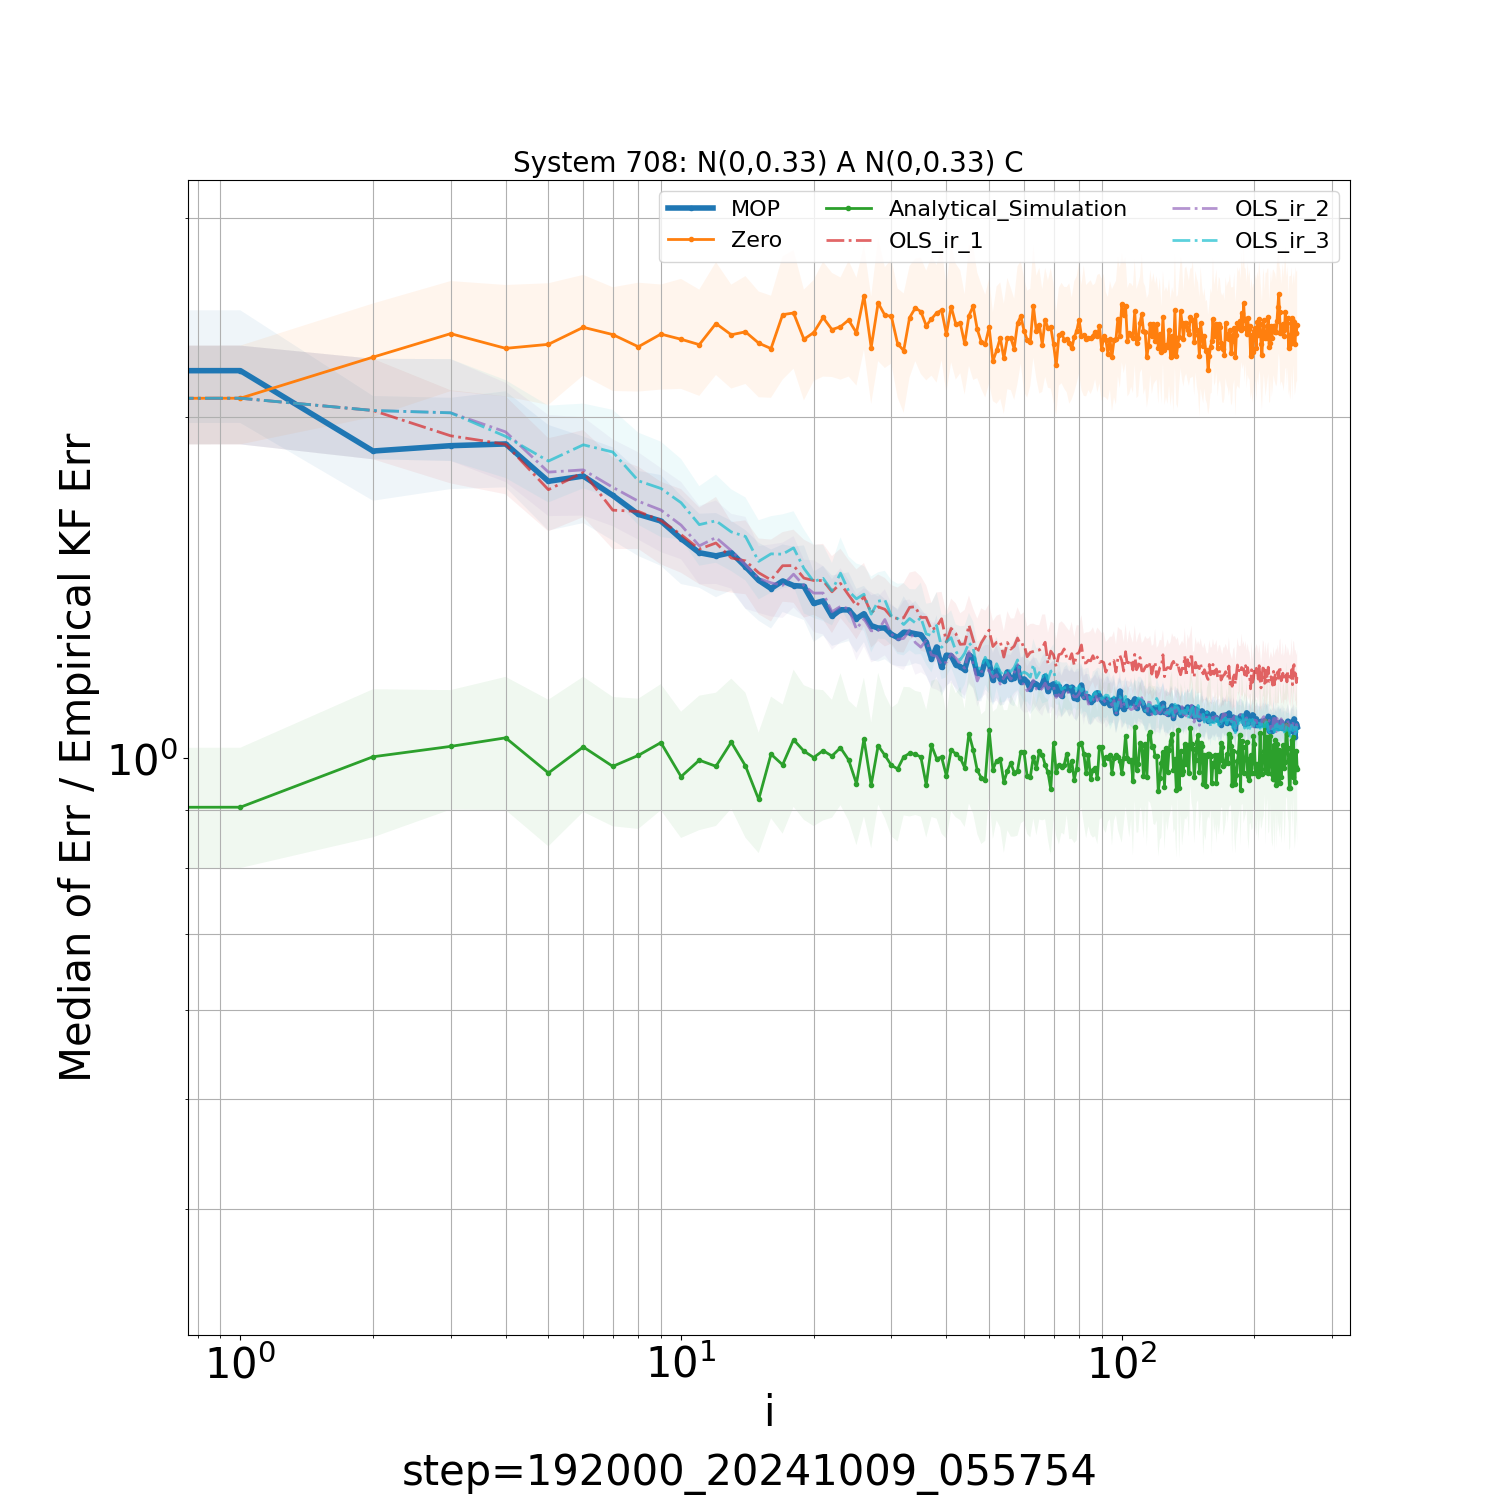 System 708: N(0,0.33) A N(0,0.33) C
MOP
Zero
Analytical_Simulation
OLS_ir_1
OLS_ir_2
OLS_ir_3
Median of Err / Empirical KF Err
10⁰
10⁰
10¹
10²
i
step=192000_20241009_055754